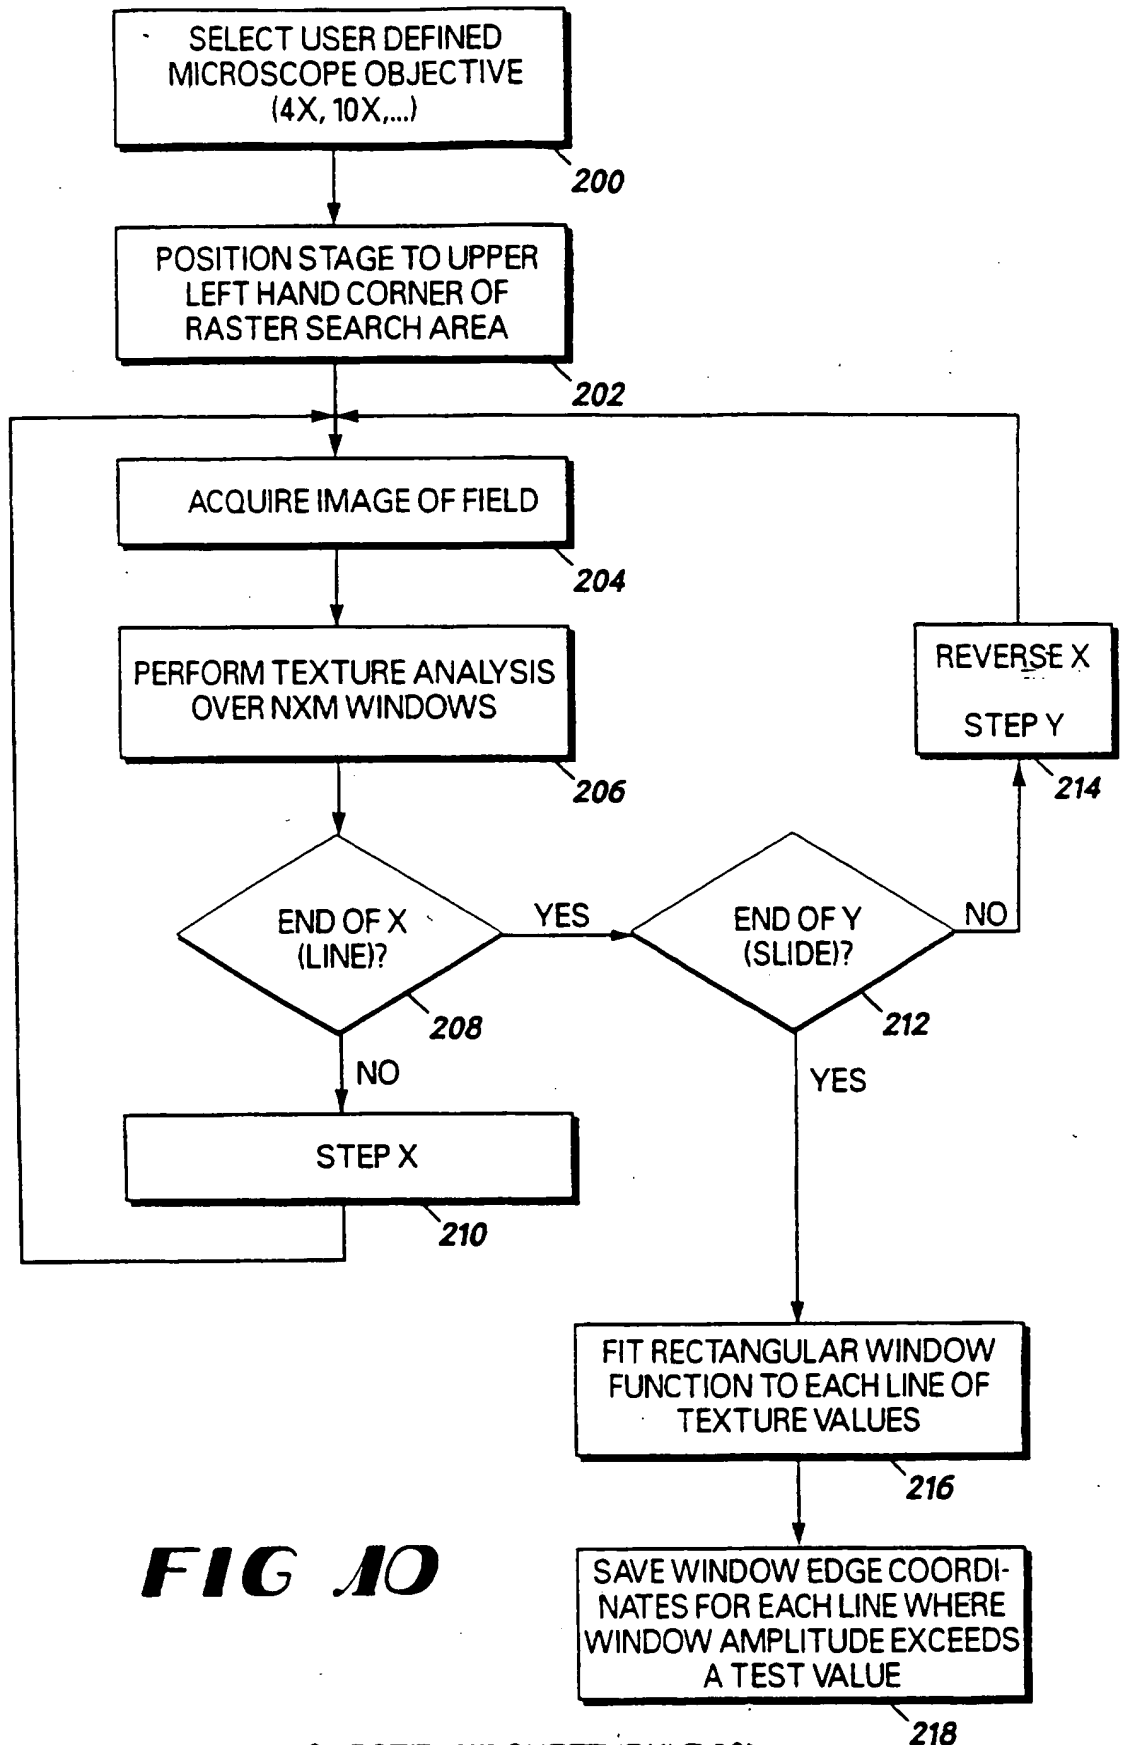 SELECT USER DEFINED
MICROSCOPE OBJECTIVE
(4X, 10X,...)
200
POSITION STAGE TO UPPER
LEFT HAND CORNER OF
RASTER SEARCH AREA
202
ACQUIRE IMAGE OF FIELD
204
PERFORM TEXTURE ANALYSIS
OVER NXM WINDOWS
206
REVERSE X
STEP Y
214
END OF X
(LINE)?
208
YES
END OF Y
(SLIDE)?
212
NO
NO
YES
STEP X
210
FIT RECTANGULAR WINDOW
FUNCTION TO EACH LINE OF
TEXTURE VALUES
216
SAVE WINDOW EDGE COORDI-
NATES FOR EACH LINE WHERE
WINDOW AMPLITUDE EXCEEDS
A TEST VALUE
218
FIG 10